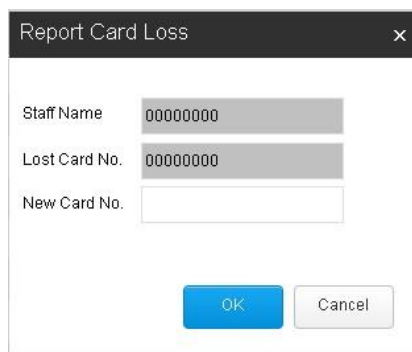 Report Card Loss ×
Staff Name 00000000
Lost Card No. 00000000
New Card No.
OK Cancel